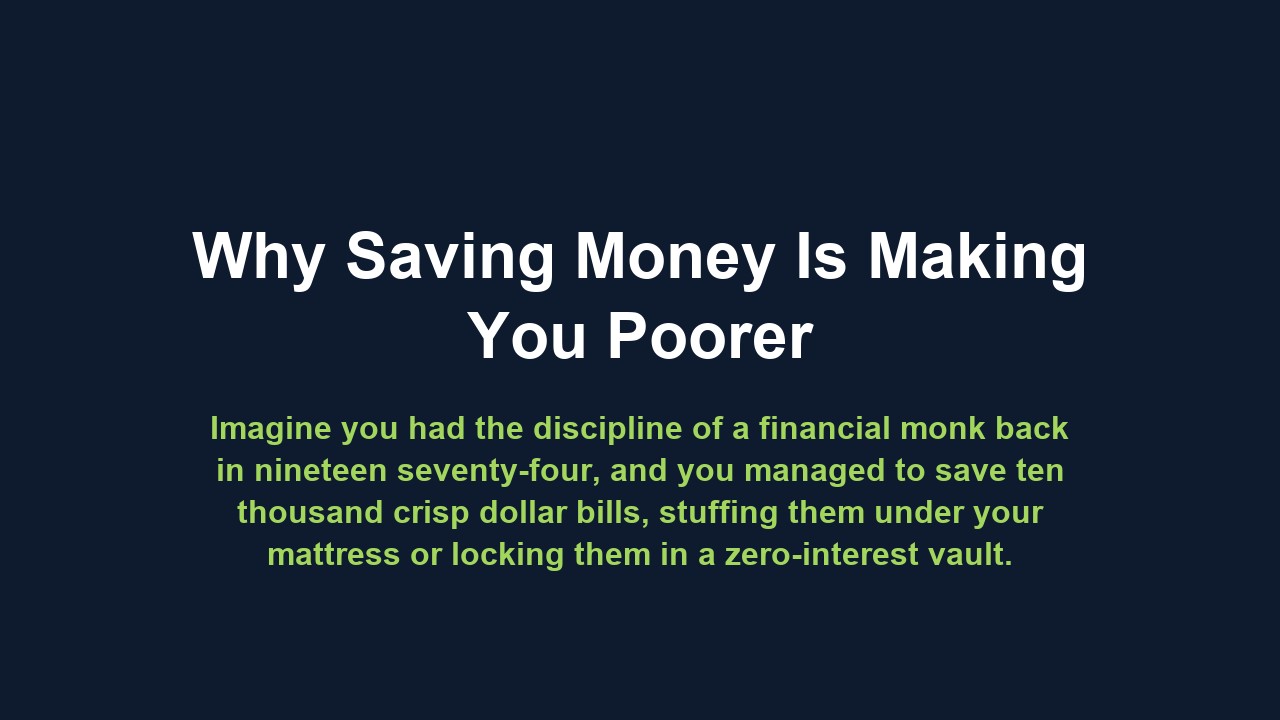 Why Saving Money Is Making
You Poorer
Imagine you had the discipline of a financial monk back
in nineteen seventy-four, and you managed to save ten
thousand crisp dollar bills, stuffing them under your
mattress or locking them in a zero-interest vault.